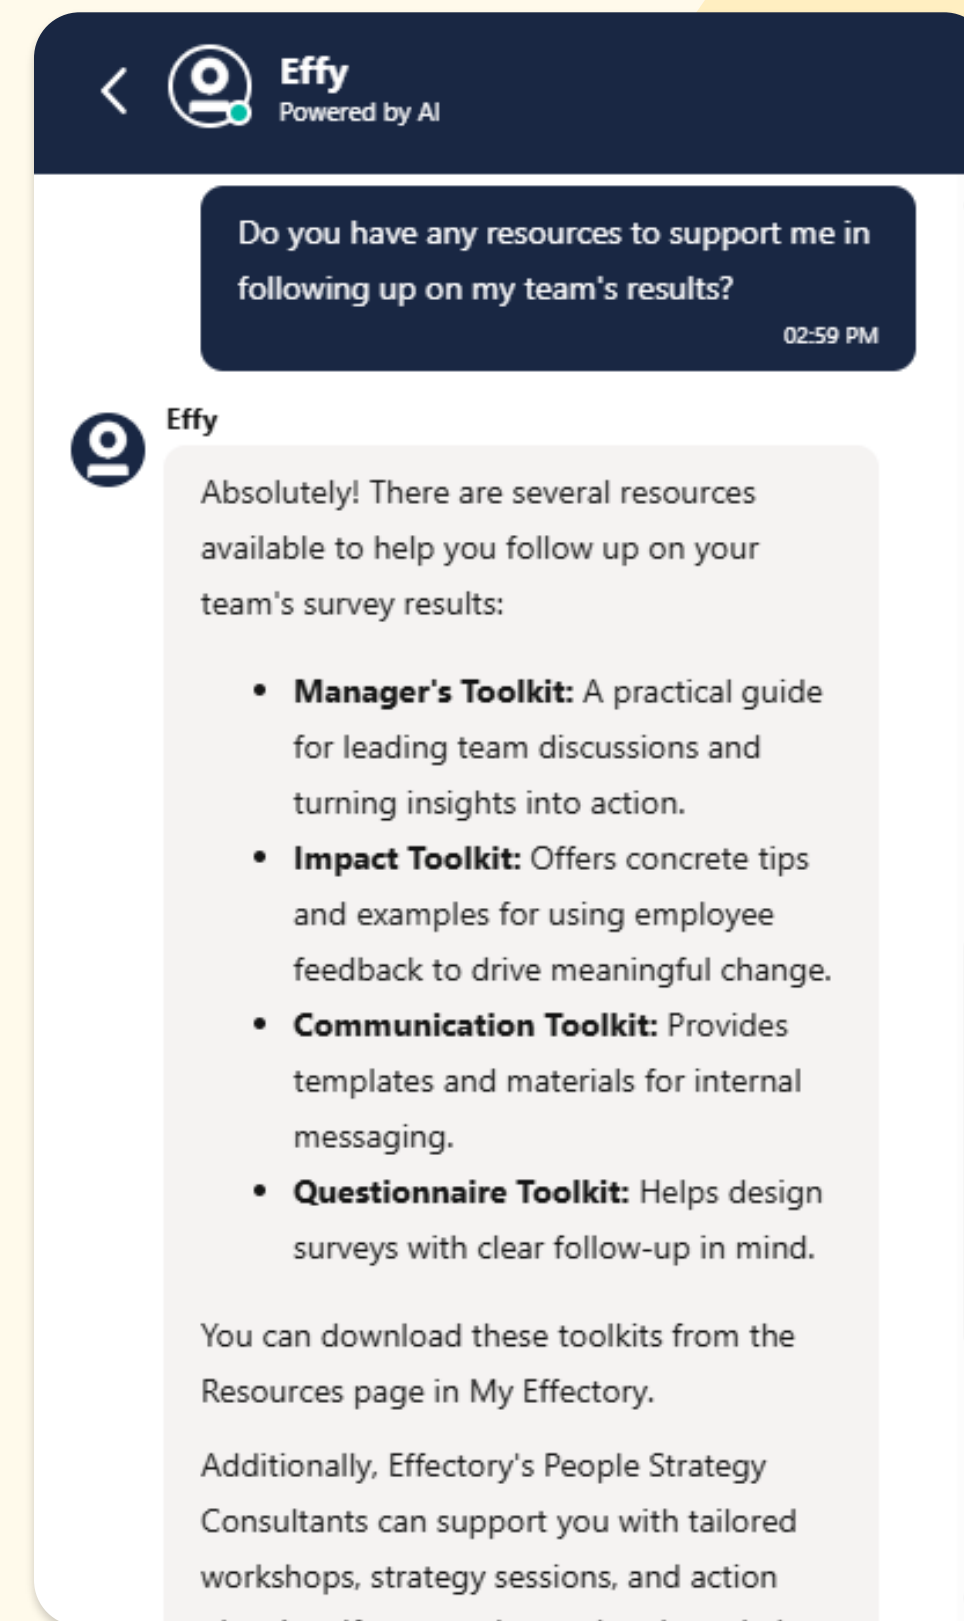 Effy
Powered by AI
Do you have any resources to support me in
following up on my team's results?
02:59 PM
Effy
Absolutely! There are several resources
available to help you follow up on your
team's survey results:
• Manager's Toolkit: A practical guide
for leading team discussions and
turning insights into action.
• Impact Toolkit: Offers concrete tips
and examples for using employee
feedback to drive meaningful change.
• Communication Toolkit: Provides
templates and materials for internal
messaging.
• Questionnaire Toolkit: Helps design
surveys with clear follow-up in mind.
You can download these toolkits from the
Resources page in My Effectory.
Additionally, Effectory's People Strategy
Consultants can support you with tailored
workshops, strategy sessions, and action